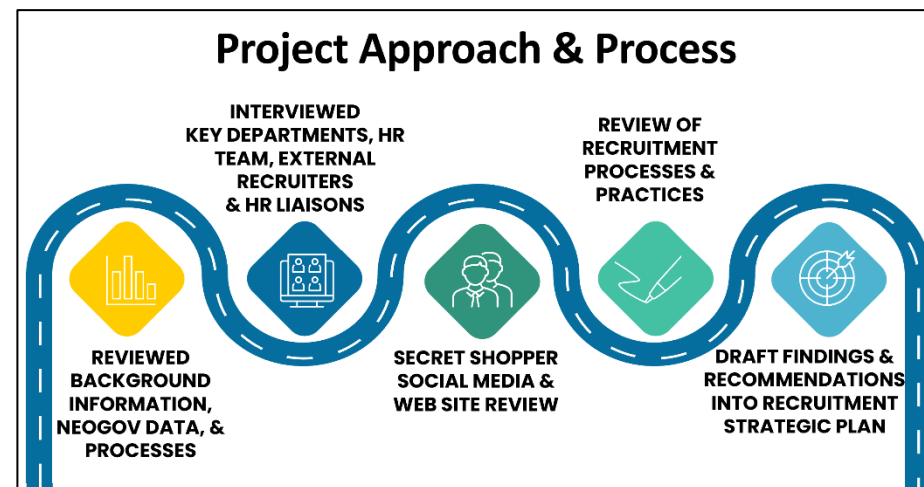 Project Approach & Process
REVIEWED
BACKGROUND
INFORMATION,
NEOGOV DATA, &
PROCESSES
INTERVIEWED
KEY DEPARTMENTS, HR
TEAM, EXTERNAL
RECRUITERS
& HR LIAISONS
SECRET SHOPPER
SOCIAL MEDIA &
WEB SITE REVIEW
REVIEW OF
RECRUITMENT
PROCESSES &
PRACTICES
DRAFT FINDINGS &
RECOMMENDATIONS
INTO RECRUITMENT
STRATEGIC PLAN